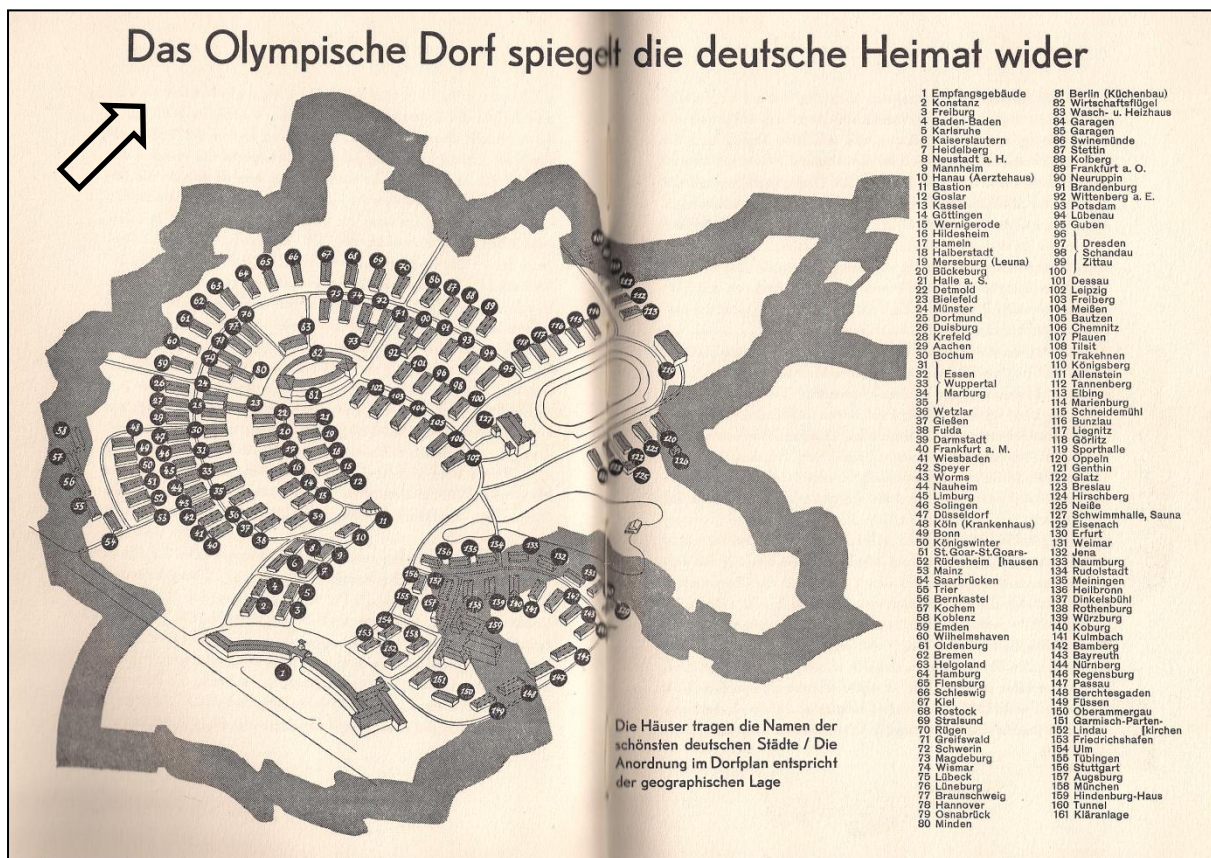 Das Olympische Dorf spiegelt die deutsche Heimat wider
1 Empfangsgebäude
2 Konstanz
3 Freiburg
4 Baden-Baden
5 Karlsruhe
6 Kaiserslautern
7 Heidelberg
8 Neustadt a. H.
9 Mannheim
10 Hanau (Aerztehaus)
11 Bastion
12 Goslar
13 Kassel
14 Göttingen
15 Wernigerode
16 Hildesheim
17 Hameln
18 Halberstadt
19 Merseburg (Leuna)
20 Bückeburg
21 Halle a. S.
22 Detmold
23 Bielefeld
24 Münster
25 Dortmund
26 Duisburg
28 Krefeld
29 Aachen
30 Bochum
31
32 Essen
33 Wuppertal
34 Marburg
35
36 Wetzlar
37 Gießen
38 Fulda
39 Darmstadt
40 Frankfurt a. M.
41 Wiesbaden
42 Speyer
43 Worms
44 Nauheim
45 Limburg
46 Solingen
47 Düsseldorf
48 Köln (Krankenhaus)
49 Bonn
50 Königswinter
51 St.Goar-St.Goars-
52 Rüdesheim [hausen
53 Mainz
54 Saarbrücken
55 Trier
56 Bernkastel
57 Kochem
58 Koblenz
59 Emden
60 Wilhelmshaven
61 Oldenburg
62 Bremen
63 Helgoland
64 Hamburg
65 Flensburg
66 Schleswig
67 Kiel
68 Rostock
69 Stralsund
70 Rügen
71 Greifswald
72 Schwerin
73 Magdeburg
74 Wismar
75 Lübeck
76 Lüneburg
77 Braunschweig
78 Hannover
79 Osnabrück
80 Minden
81 Berlin (Küchenbau)
82 Wirtschaftsflügel
83 Wasch- u. Heizhaus
84 Garagen
85 Garagen
86 Swinemünde
87 Stettin
88 Kolberg
89 Frankfurt a. O.
90 Neuruppin
91 Brandenburg
92 Wittenberg a. E.
93 Potsdam
94 Lübenau
95 Guben
96
97 Dresden
98 Schandau
99 Zittau
100
101 Dessau
102 Leipzig
103 Freiberg
104 Meißen
105 Bautzen
106 Chemnitz
107 Plauen
108 Tilsit
109 Trakehnen
110 Königsberg
111 Allenstein
112 Tannenberg
113 Elbing
114 Marienburg
115 Schneidemühl
116 Bunzlau
117 Liegnitz
118 Görlitz
119 Sporthalle
120 Oppeln
121 Genthin
122 Glatz
123 Breslau
124 Hirschberg
125 Neiße
127 Schwimmhalle, Sauna
129 Eisenach
130 Erfurt
131 Weimar
132 Jena
133 Naumburg
134 Rudolstadt
135 Meiningen
136 Heilbronn
137 Dinkelsbühl
138 Rothenburg
139 Würzburg
140 Koburg
141 Kulmbach
142 Bamberg
143 Bayreuth
144 Nürnberg
146 Regensburg
147 Passau
148 Berchtesgaden
149 Füssen
150 Oberammergau
151 Garmisch-Parten-
152 Lindau [kirchen
153 Friedrichshafen
154 Ulm
155 Tübingen
156 Stuttgart
157 Augsburg
158 München
159 Hindenburg-Haus
160 Tunnel
161 Kläranlage
Die Häuser tragen die Namen der
schönsten deutschen Städte / Die
Anordnung im Dorfplan entspricht
der geographischen Lage